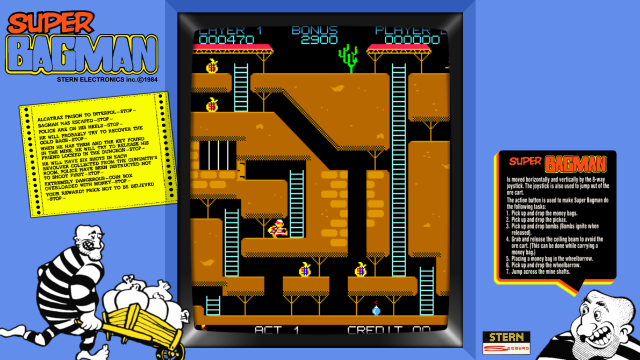 SUPER
BAGMAN
STERN ELECTRONICS inc.©1984
ALCATRAZ PRISON TO INTERPOL-STOP-
BAGMAN HAS ESCAPED-STOP-
POLICE ARE ON HIS HEELS-STOP-
HE WILL PROBABLY TRY TO RECOVER THE
GOLD BAGS-STOP-
WHEN HE HAS THEM AND THE KEY FOUND
IN THE MINE, HE WILL TRY TO RELEASE HIS
FRIEND LOCKED IN THE DUNGEON-STOP-
HE WILL HAVE SIX SHOTS IN EACH
REVOLVER COLLECTED FROM THE GUNSMITH'S
ROOM. POLICE HAVE BEEN INSTRUCTED NOT
TO SHOOT FIRST-STOP-
EXTREMELY DANGEROUS-COIN BOX
OVERLOADED WITH MONEY-STOP-
YOUR REWARD? PRICK NOT TO BE BELIEVED
-STOP-
PLAYER 1 BONUS PLAYER 2
000470 2900 000000
ACT 1 CREDIT 00
SUPER BAGMAN
Is moved horizontally and vertically by the 8-way
joystick. The joystick is also used to jump out of the
ore cart.
The action button is used to make Super Bagman do
the following tasks:
1. Pick up and drop the money bags.
2. Pick up and drop the pickax.
3. Pick up and drop bombs (Bombs ignite when
released).
4. Grab and release the ceiling beam to avoid the
ore cart. (This can be done while carrying a
money bag.)
5. Placing a money bag in the wheelbarrow.
6. Pick up and drop the wheelbarrow.
7. Jump across the mine shafts.
STERN
SEEBURG